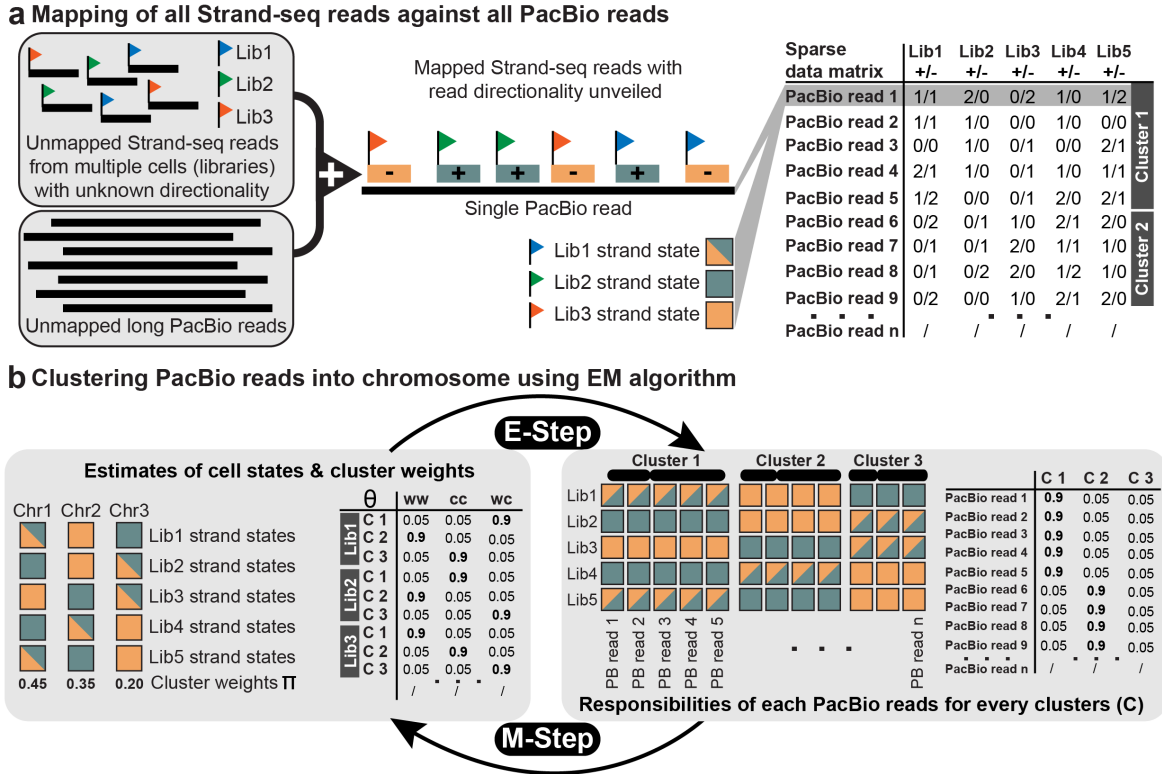 a Mapping of all Strand-seq reads against all PacBio reads
Lib1
Lib2
Lib3
Unmapped Strand-seq reads
from multiple cells (libraries)
with unknown directionality
Unmapped long PacBio reads
+
Mapped Strand-seq reads with
read directionality unveiled
- + + - + -
Single PacBio read
Lib1 strand state
Lib2 strand state
Lib3 strand state
Sparse Lib1 Lib2 Lib3 Lib4 Lib5
data matrix +/- +/- +/- +/- +/-
PacBio read 1 1/1 2/0 0/2 1/0 1/2
PacBio read 2 1/1 1/0 0/0 1/0 0/0
PacBio read 3 0/0 1/0 0/1 0/0 2/1
PacBio read 4 2/1 1/0 0/1 1/0 1/1
PacBio read 5 1/2 0/0 0/1 2/0 2/1
PacBio read 6 0/2 0/1 1/0 2/1 2/0
PacBio read 7 0/1 0/1 2/0 1/1 1/0
PacBio read 8 0/1 0/2 2/0 1/2 1/0
PacBio read 9 0/2 0/0 1/0 2/1 2/0
. . . . . .
PacBio read n / / / / /
Cluster 1
Cluster 2
b Clustering PacBio reads into chromosome using EM algorithm
E-Step
Estimates of cell states & cluster weights
Chr1 Chr2 Chr3
Lib1 strand states
Lib2 strand states
Lib3 strand states
Lib4 strand states
Lib5 strand states
0.45 0.35 0.20 Cluster weights π
θ ww cc wc
Lib1
C 1 0.05 0.05 0.9
C 2 0.9 0.05 0.05
C 3 0.05 0.9 0.05
Lib2
C 1 0.05 0.9 0.05
C 2 0.9 0.05 0.05
C 3 0.05 0.05 0.9
Lib3
C 1 0.9 0.05 0.05
C 2 0.05 0.9 0.05
C 3 0.05 0.05 0.9
. . .
/ / /
Cluster 1 Cluster 2 Cluster 3
Lib1
Lib2
Lib3
Lib4
Lib5
PB read 1
PB read 2
PB read 3
PB read 4
PB read 5
. . .
PB read n
C 1 C 2 C 3
PacBio read 1 0.9 0.05 0.05
PacBio read 2 0.9 0.05 0.05
PacBio read 3 0.9 0.05 0.05
PacBio read 4 0.9 0.05 0.05
PacBio read 5 0.9 0.05 0.05
PacBio read 6 0.05 0.9 0.05
PacBio read 7 0.05 0.9 0.05
PacBio read 8 0.05 0.9 0.05
PacBio read 9 0.05 0.9 0.05
. . . . . .
PacBio read n / / /
Responsibilities of each PacBio reads for every clusters (C)
M-Step